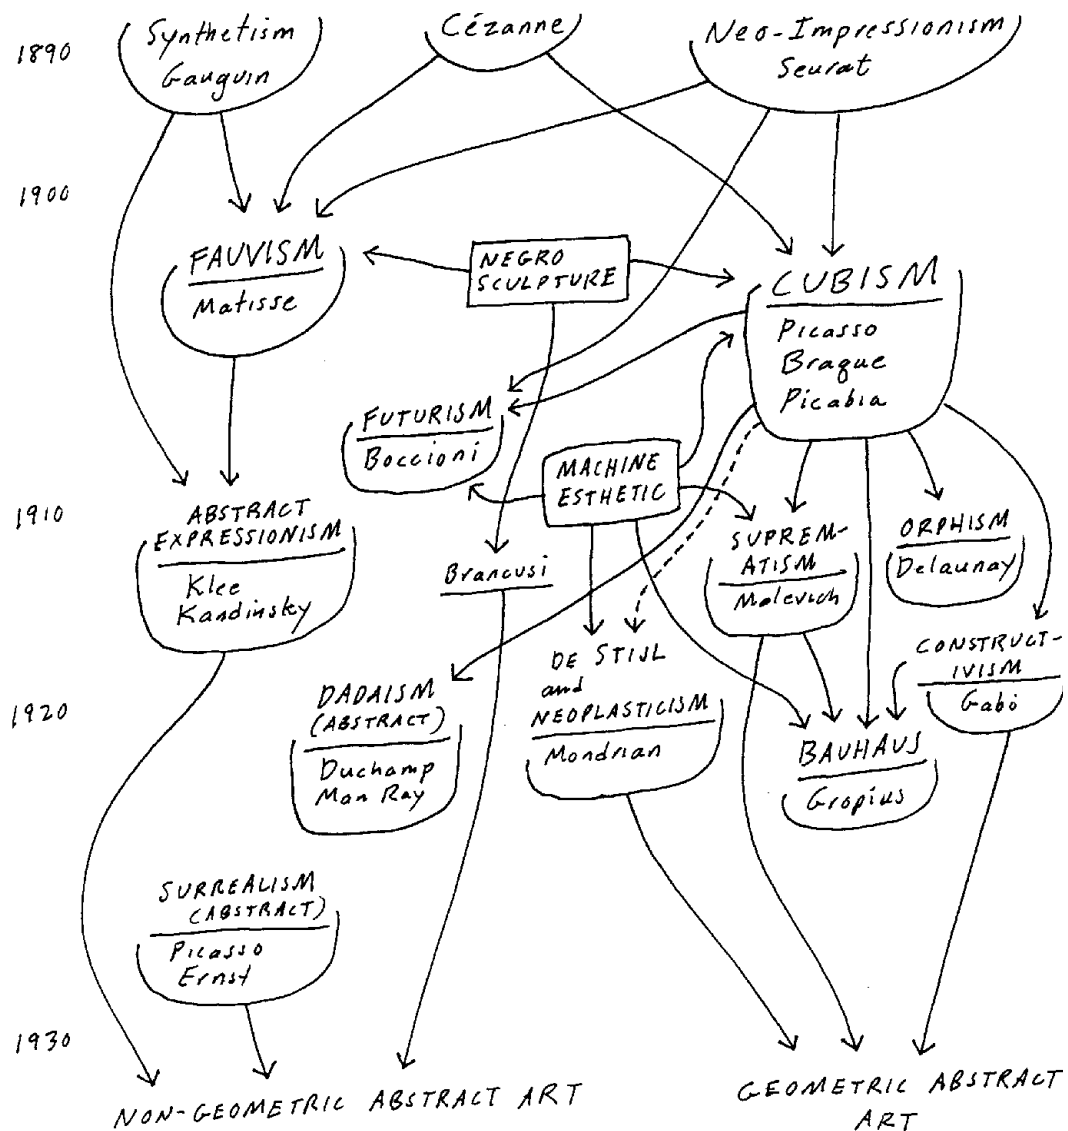 1890
Synthetism
Gauguin
Cézanne
Neo-Impressionism
Seurat
1900
FAUVISM
Matisse
NEGRO
SCULPTURE
CUBISM
Picasso
Braque
Picabia
FUTURISM
Boccioni
MACHINE
ESTHETIC
1910
ABSTRACT
EXPRESSIONISM
Klee
Kandinsky
Brancusi
SUPREM-
ATISM
Malevich
ORPHISM
Delaunay
DE STIJL
and
NEOPLASTICISM
Mondrian
CONSTRUCT-
IVISM
Gabo
1920
DADAISM
(ABSTRACT)
Duchamp
Man Ray
BAUHAUS
Gropius
SURREALISM
(ABSTRACT)
Picasso
Ernst
1930
NON-GEOMETRIC ABSTRACT ART
GEOMETRIC ABSTRACT
ART